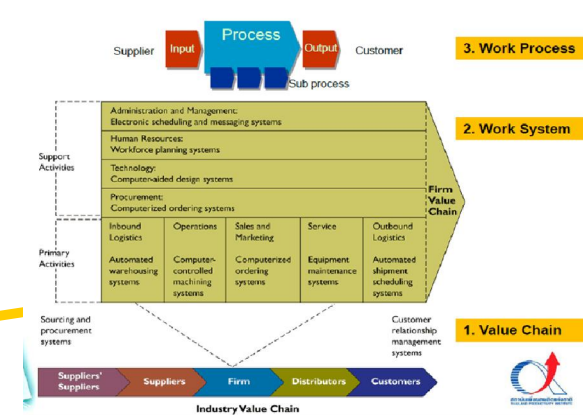 Process
Supplier
Input
Output
Customer
Sub process
3. Work Process
2. Work System
1. Value Chain
Support
Activities
Administration and Management:
Electronic scheduling and messaging systems
Human Resources:
Workforce planning systems
Technology:
Computer-aided design systems
Procurement:
Computerized ordering systems
Firm
Value
Chain
Primary
Activities
Inbound
Logistics
Automated
warehousing
systems
Operations
Computer-
controlled
machining
systems
Sales and
Marketing
Computerized
ordering
systems
Service
Equipment
maintenance
systems
Outbound
Logistics
Automated
shipment
scheduling
systems
Sourcing and
procurement
systems
Customer
relationship
management
systems
Suppliers'
Suppliers
Suppliers
Firm
Distributors
Customers
Industry Value Chain